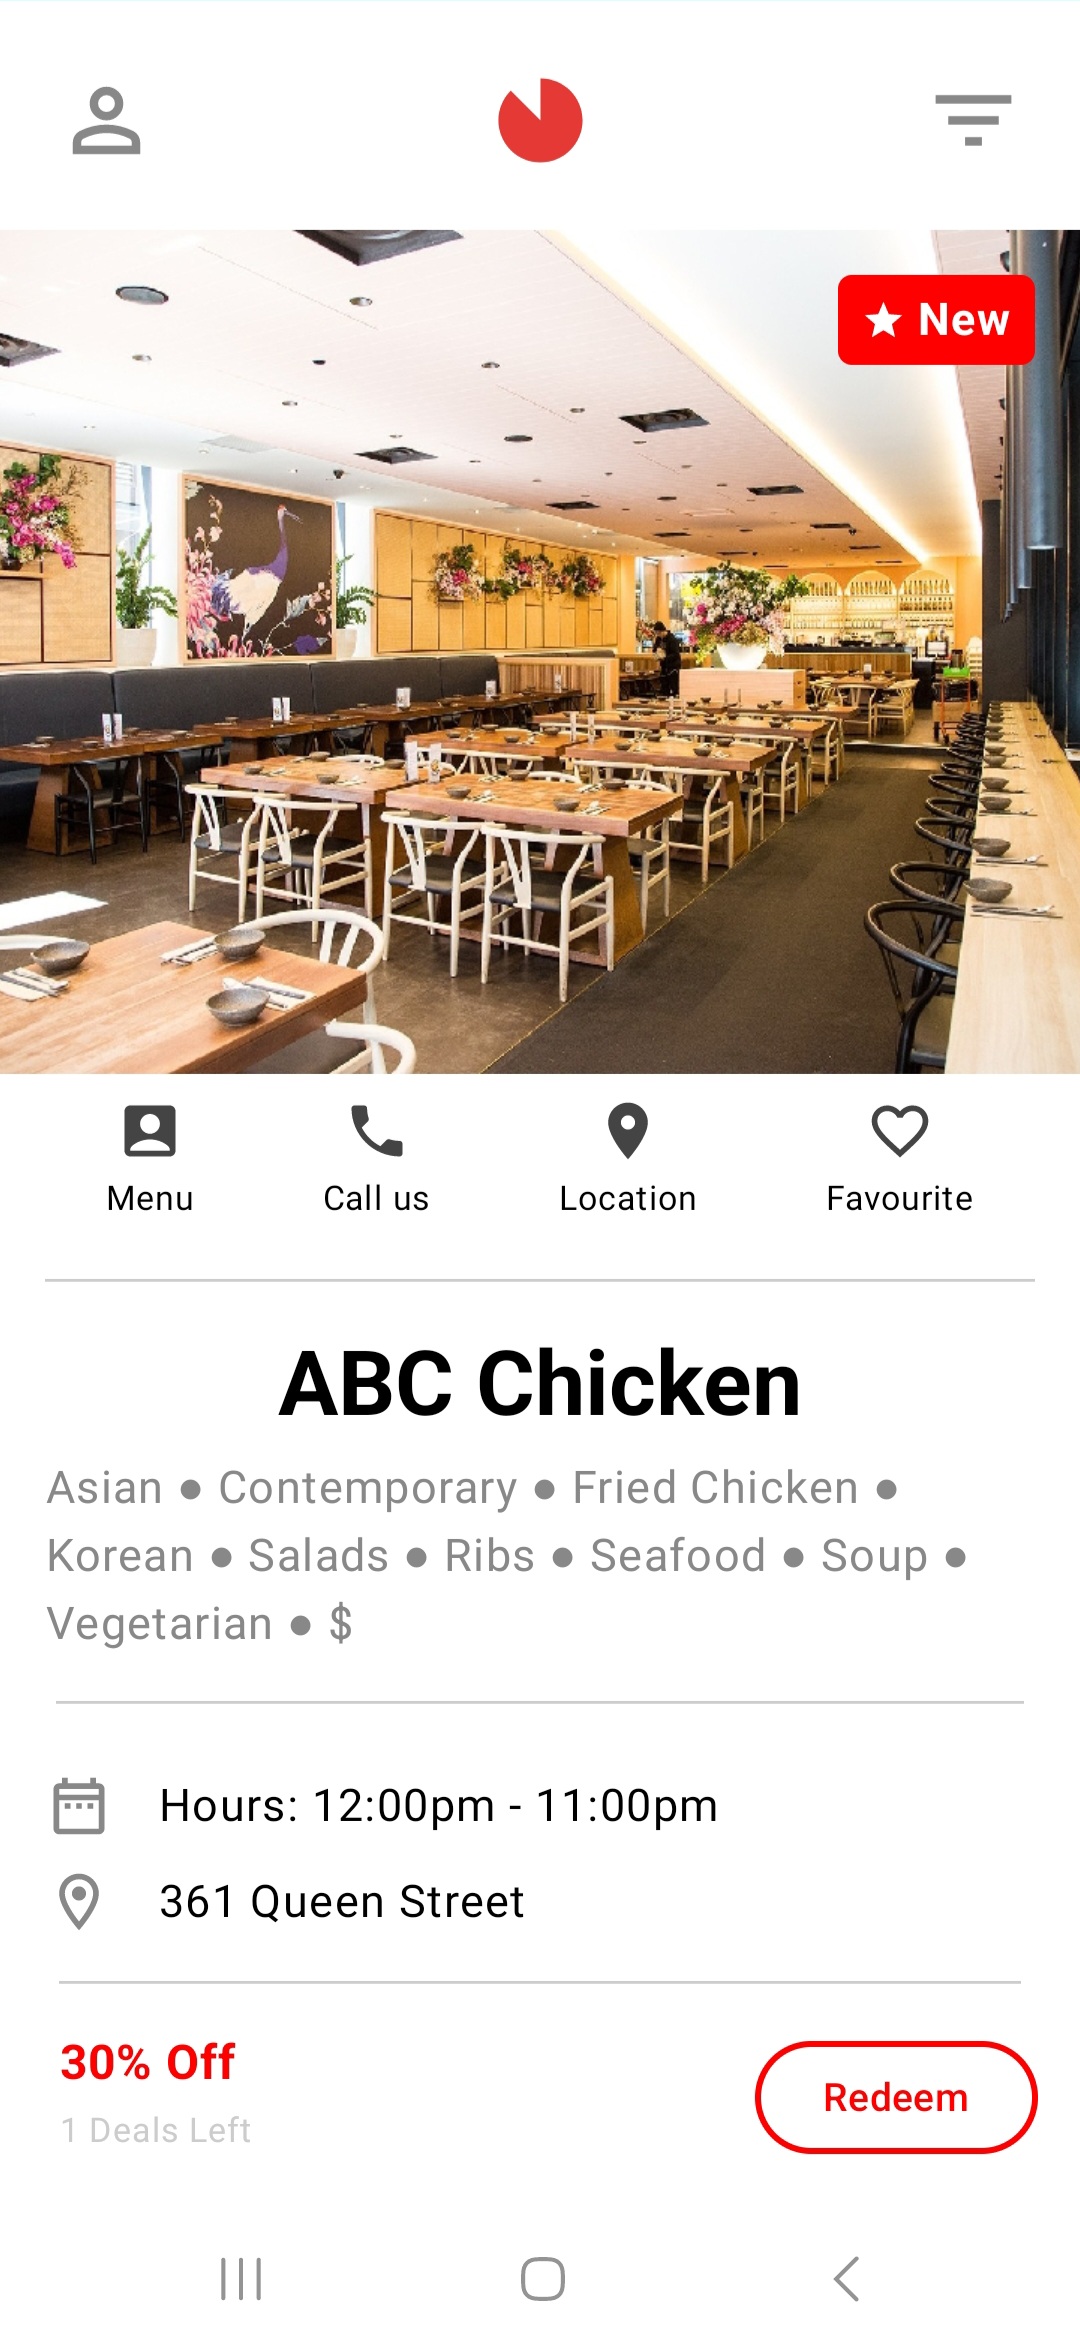 New
Menu
Call us
Location
Favourite
ABC Chicken
Asian ● Contemporary ● Fried Chicken ●
Korean ● Salads ● Ribs ● Seafood ● Soup ●
Vegetarian ● $
Hours: 12:00pm - 11:00pm
361 Queen Street
30% Off
1 Deals Left
Redeem